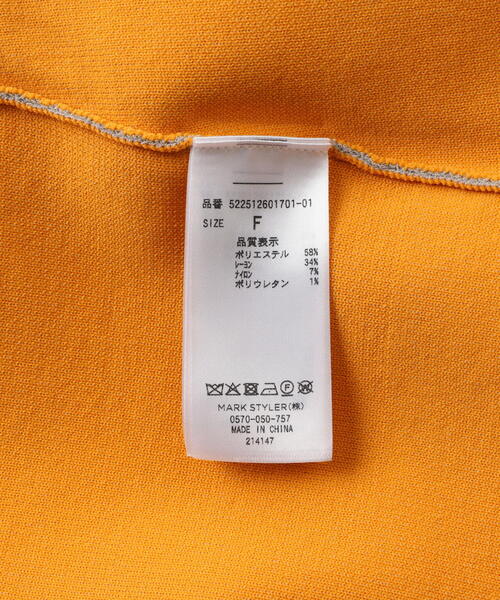 品番 522512601701-01
SIZE F
品質表示
ポリエステル 58%
レーヨン 34%
ナイロン 7%
ポリウレタン 1%
MARK STYLER(株)
0570-050-757
MADE IN CHINA
214147